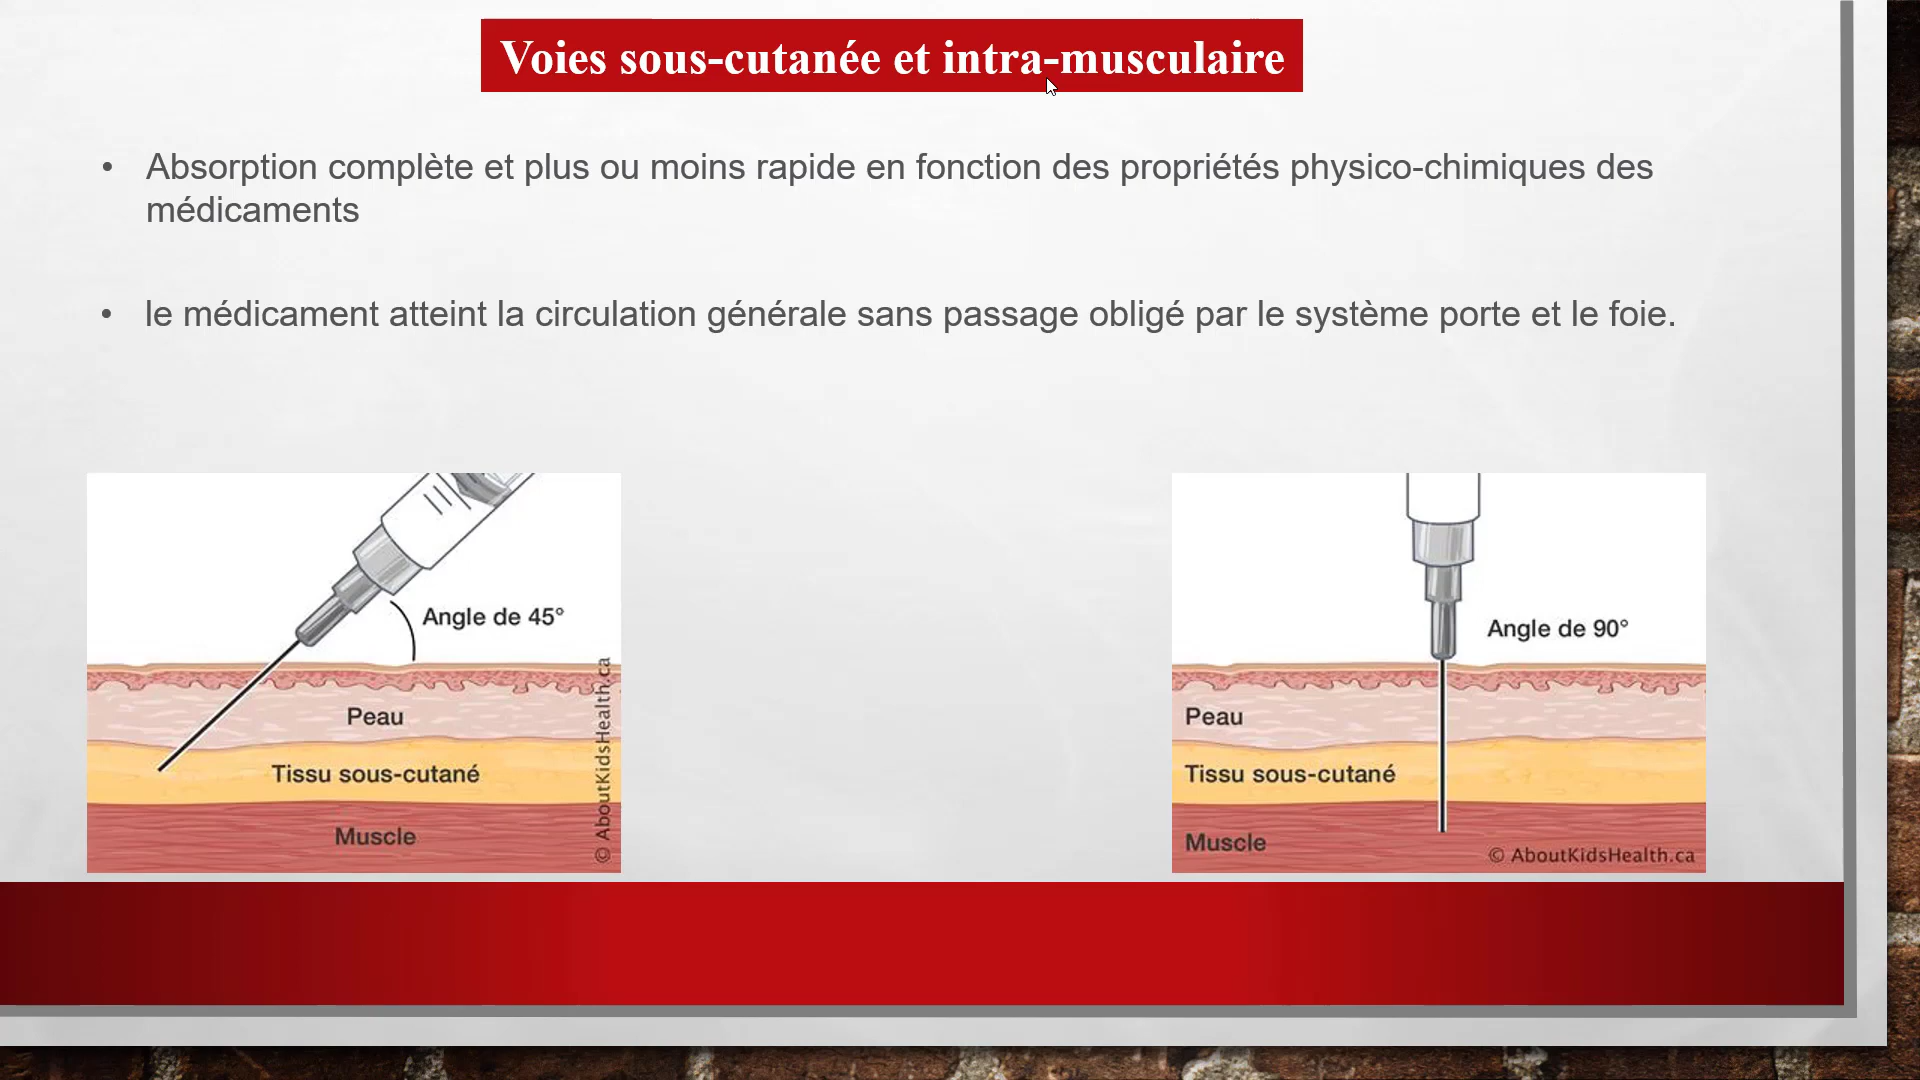 Voies sous-cutanée et intra-musculaire
• Absorption complète et plus ou moins rapide en fonction des propriétés physico-chimiques des
médicaments
• le médicament atteint la circulation générale sans passage obligé par le système porte et le foie.
Angle de 45°
Peau
Tissu sous-cutané
Muscle
© AboutKidsHealth.ca
Angle de 90°
Peau
Tissu sous-cutané
Muscle
© AboutKidsHealth.ca